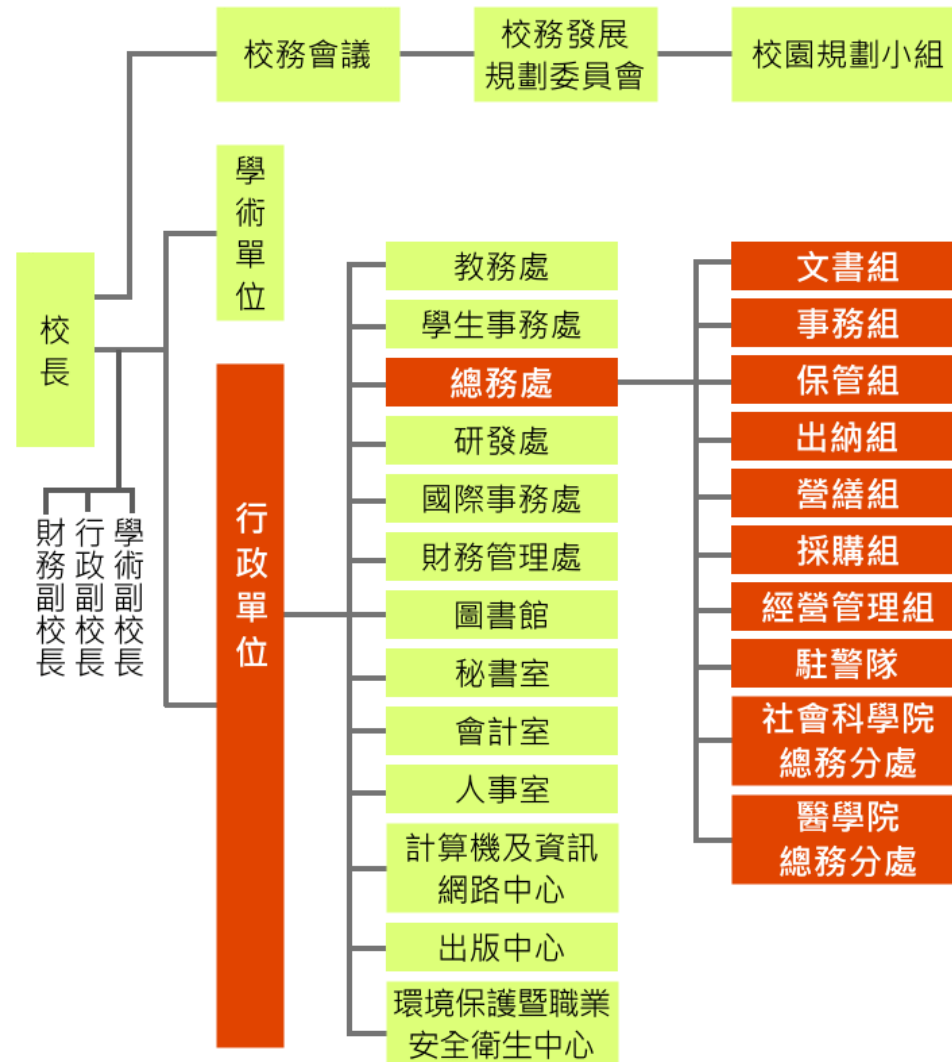 校務會議
校務發展
規劃委員會
校園規劃小組
學術單位
校長
財務副校長
行政副校長
學術副校長
行政單位
教務處
學生事務處
總務處
研發處
國際事務處
財務管理處
圖書館
秘書室
會計室
人事室
計算機及資訊
網路中心
出版中心
環境保護暨職業
安全衛生中心
文書組
事務組
保管組
出納組
營繕組
採購組
經營管理組
駐警隊
社會科學院
總務分處
醫學院
總務分處